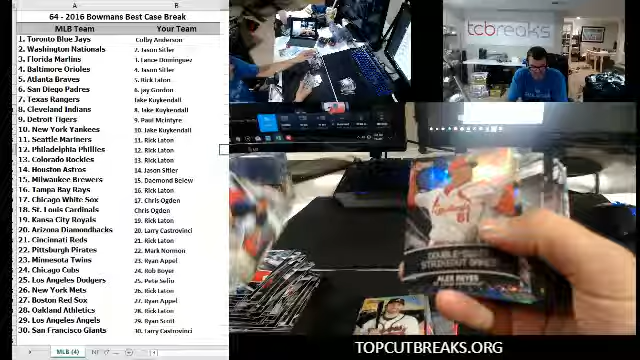 64 - 2016 Bowmans Best Case Break
MLB Team Your Team
1. Toronto Blue Jays Colby Anderson
2. Washington Nationals 2. Jason Sitler
3. Florida Marlins 3. Lance Dominguez
4. Baltimore Orioles 4. Jason Sitler
5. Atlanta Braves 5. Rick Laton
6. San Diego Padres 6. Jay Gordon
7. Texas Rangers Jake Kuykendall
8. Cleveland Indians 8. Jake Kuykendall
9. Detroit Tigers 9. Paul McIntyre
10. New York Yankees 10. Jake Kuykendall
11. Seattle Mariners 11. Rick Laton
12. Philadelphia Phillies 12. Rick Laton
13. Colorado Rockies 13. Rick Laton
14. Houston Astros 14. Jason Sitler
15. Milwaukee Brewers 15. Daemond Belew
16. Tampa Bay Rays 16. Rick Laton
17. Chicago White Sox 17. Chris Ogden
18. St. Louis Cardinals Chris Ogden
19. Kansa City Royals 19. Rick Laton
20. Arizona Diamondbacks 20. Larry Castrovinci
21. Cincinnati Reds 21. Rick Laton
22. Pittsburgh Pirates 22. Mark Normon
23. Minnesota Twins 23. Ryan Appel
24. Chicago Cubs 24. Rob Boyer
25. Los Angeles Dodgers 25. Pete Selio
26. New York Mets 26. Rick Laton
27. Boston Red Sox 27. Ryan Appel
28. Oakland Athletics 28. Rick Laton
29. Los Angeles Angels 29. Ryan Scott
30. San Francisco Giants 30. Larry Castrovinci
MLB (4)
tcbreaks
61
ALEX REYES
TOPCUTBREAKS.ORG